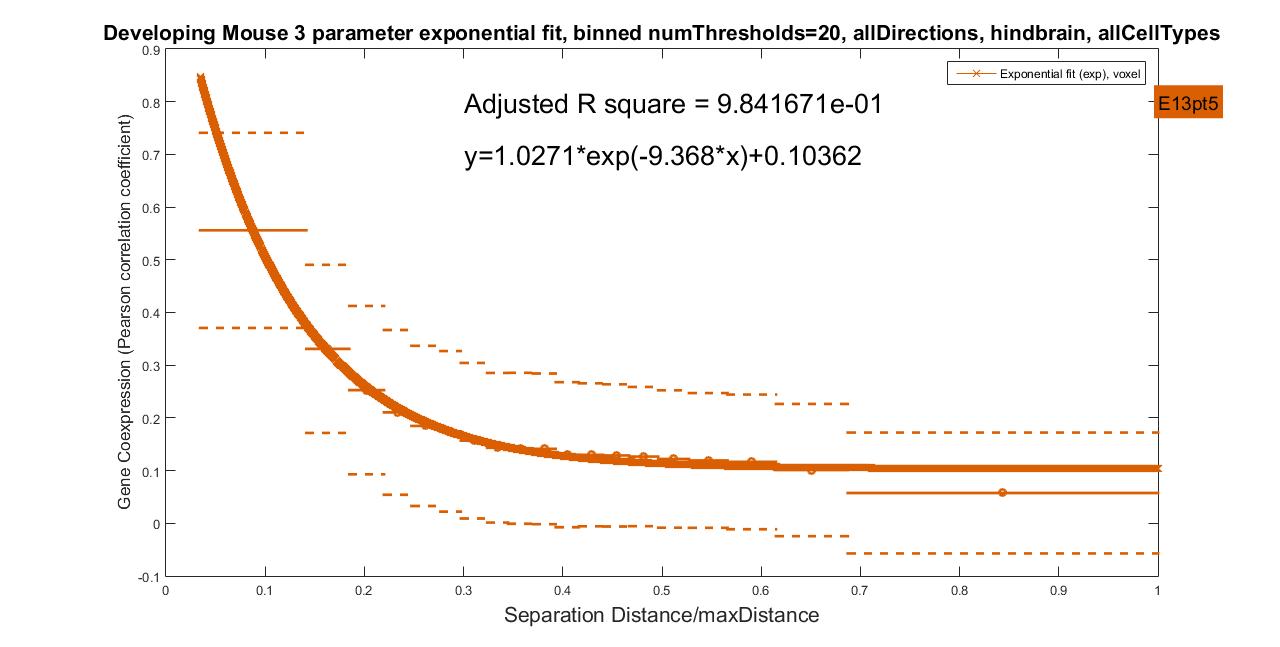 Developing Mouse 3 parameter exponential fit, binned numThresholds=20, allDirections, hindbrain, allCellTypes
Exponential fit (exp), voxel
E13pt5
Adjusted R square = 9.841671e-01
y=1.0271*exp(-9.368*x)+0.10362
Gene Coexpression (Pearson correlation coefficient)
0.9
0.8
0.7
0.6
0.5
0.4
0.3
0.2
0.1
0
-0.1
0 0.1 0.2 0.3 0.4 0.5 0.6 0.7 0.8 0.9 1
Separation Distance/maxDistance